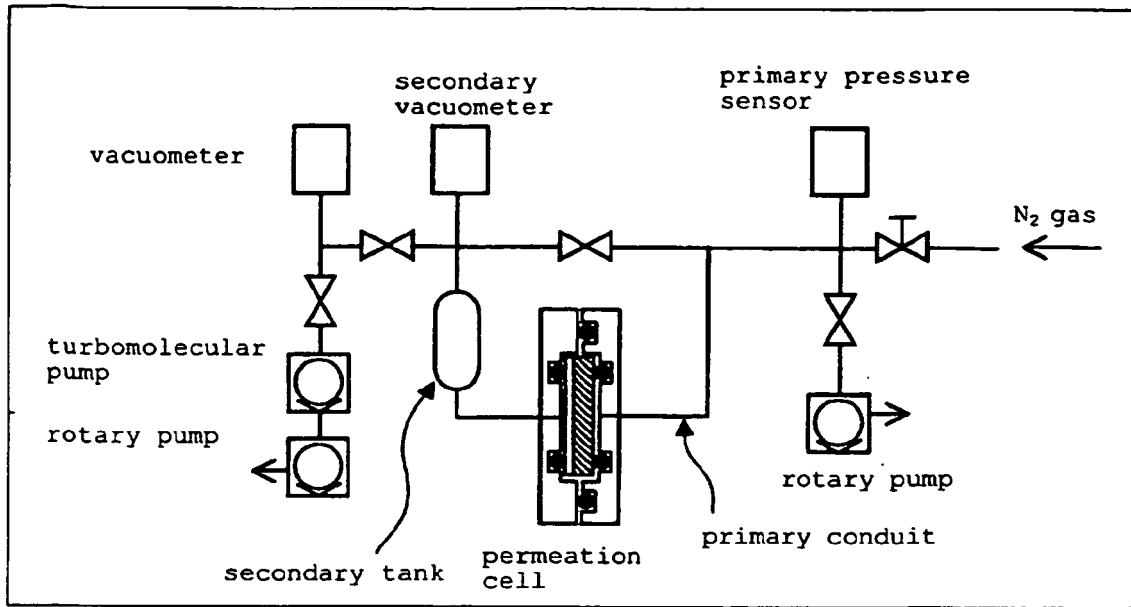 secondary
vacuometer
primary pressure
sensor
vacuometer
N₂ gas
turbomolecular
pump
rotary pump
rotary pump
primary conduit
permeation
cell
secondary tank